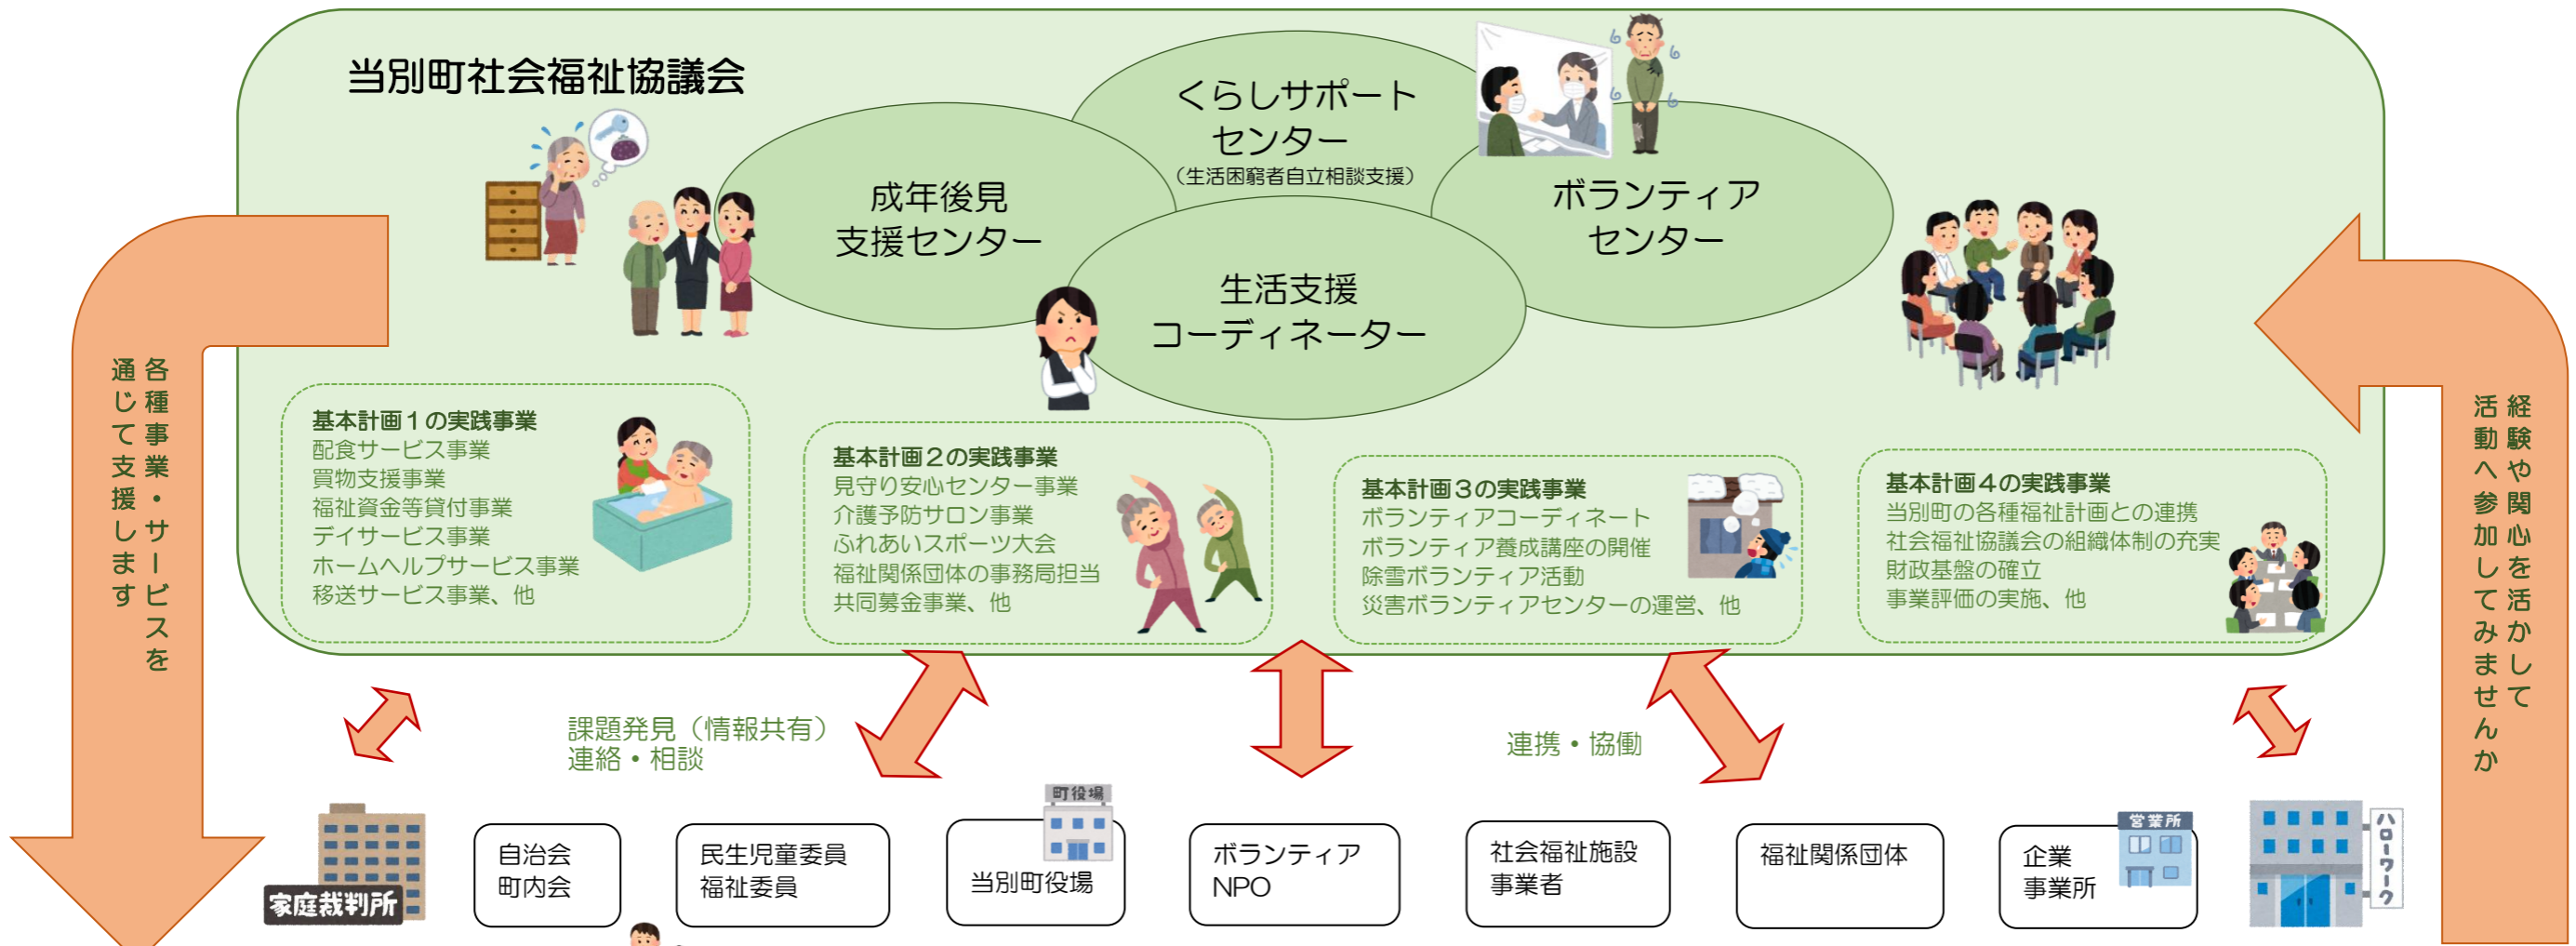 当別町社会福祉協議会
くらしサポート
センター
（生活困窮者自立相談支援）
成年後見
支援センター
ボランティア
センター
生活支援
コーディネーター
各種事業・サービスを
通じて支援します
経験や関心を活かして
活動へ参加してみませんか
基本計画１の実践事業
配食サービス事業
買物支援事業
福祉資金等貸付事業
デイサービス事業
ホームヘルプサービス事業
移送サービス事業、他
基本計画２の実践事業
見守り安心センター事業
介護予防サロン事業
ふれあいスポーツ大会
福祉関係団体の事務局担当
共同募金事業、他
基本計画３の実践事業
ボランティアコーディネート
ボランティア養成講座の開催
除雪ボランティア活動
災害ボランティアセンターの運営、他
基本計画４の実践事業
当別町の各種福祉計画との連携
社会福祉協議会の組織体制の充実
財政基盤の確立
事業評価の実施、他
課題発見（情報共有）
連絡・相談
連携・協働
家庭裁判所
自治会
町内会
民生児童委員
福祉委員
町役場
当別町役場
ボランティア
NPO
社会福祉施設
事業者
福祉関係団体
営業所
企業
事業所
ハローワーク